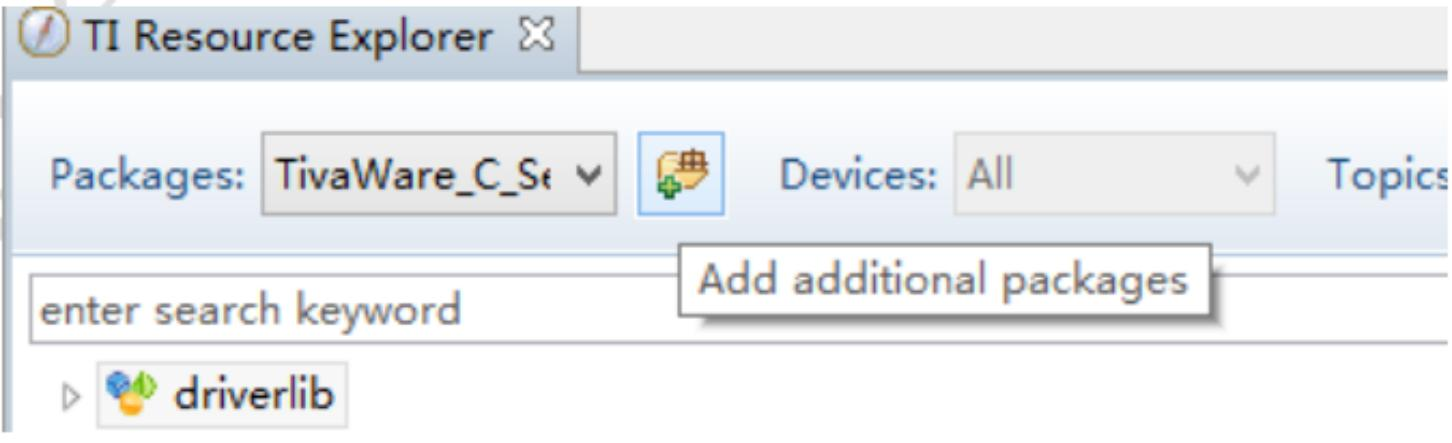 TI Resource Explorer
Packages: TivaWare_C_Se Devices: All Topics
Add additional packages
enter search keyword
driverlib